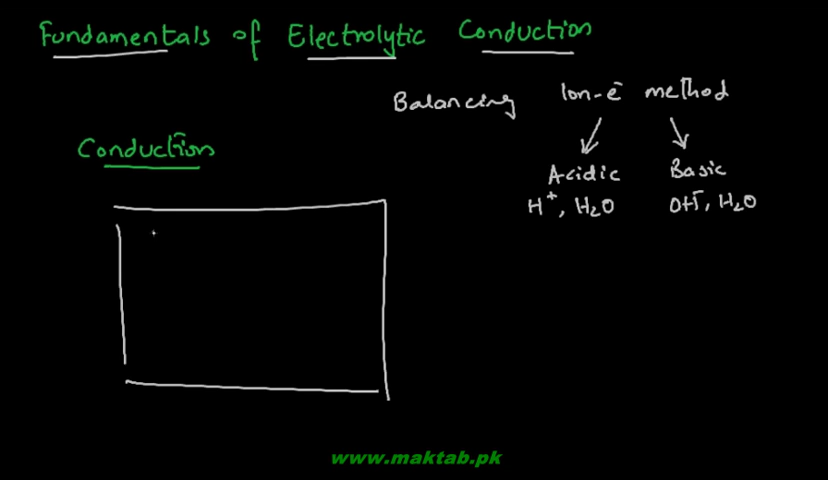 Fundamentals of Electrolytic Conduction
Balancing Ion-e⁻ method
Conduction
Acidic Basic
H⁺, H₂O OH⁻, H₂O
www.maktab.pk